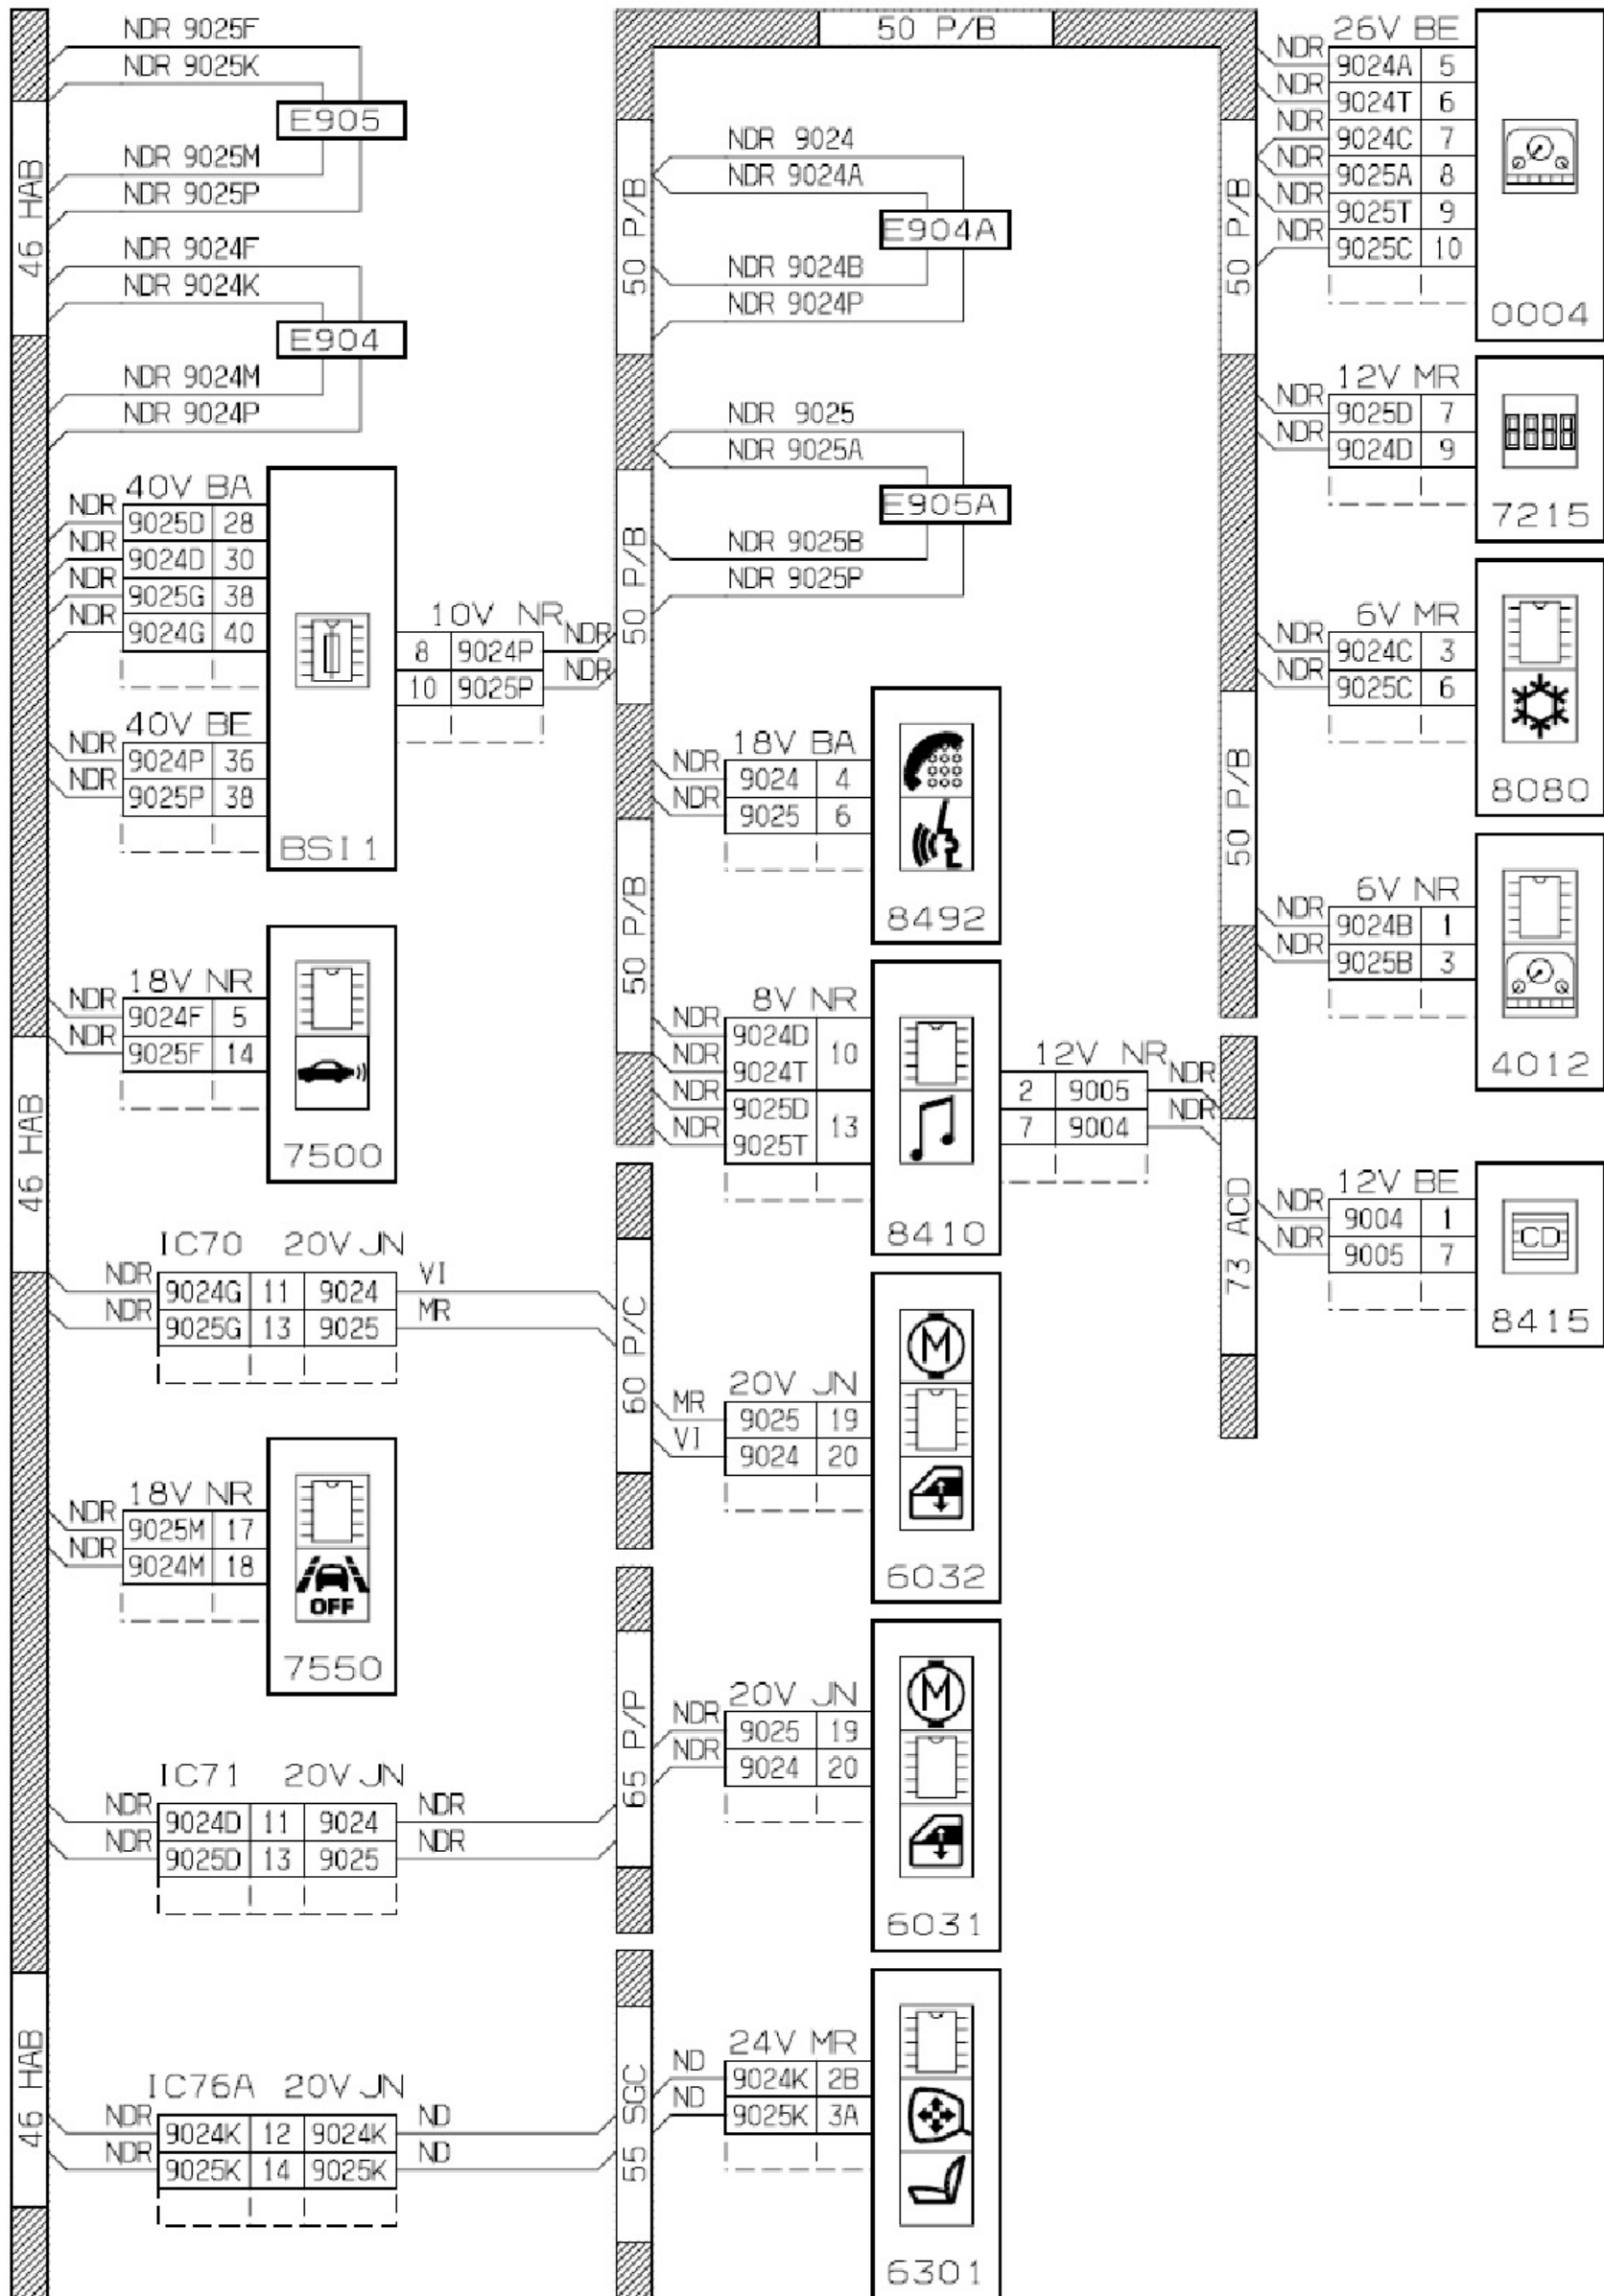 NDR 9025F
NDR 9025K
E905
NDR 9025M
NDR 9025P
46 HAB
NDR 9024F
NDR 9024K
E904
NDR 9024M
NDR 9024P
40V BA
NDR 9025D 28
NDR 9024D 30
NDR 9025G 38
NDR 9024G 40
40V BE
NDR 9024P 36
NDR 9025P 38
BSI1
10V NR
8 9024P NDR
10 9025P NDR
18V NR
NDR 9024F 5
NDR 9025F 14
7500
46 HAB
IC70 20V JN
NDR 9024G 11 9024 VI
NDR 9025G 13 9025 MR
18V NR
NDR 9025M 17
NDR 9024M 18
OFF
7550
IC71 20V JN
NDR 9024D 11 9024 NDR
NDR 9025D 13 9025 NDR
46 HAB
IC76A 20V JN
NDR 9024K 12 9024K ND
NDR 9025K 14 9025K ND
50 P/B
50 P/B
NDR 9024
NDR 9024A
E904A
NDR 9024B
NDR 9024P
NDR 9025
NDR 9025A
E905A
NDR 9025B
NDR 9025P
50 P/B
18V BA
NDR 9024 4
NDR 9025 6
8492
50 P/B
8V NR
NDR 9024D
10
NDR 9024T
NDR 9025D
13
NDR 9025T
8410
12V NR
2 9005 NDR
7 9004 NDR
60 P/C
20V JN
MR 9025 19
VI 9024 20
M
6032
65 P/P
20V JN
NDR 9025 19
NDR 9024 20
M
6031
55 SGC
24V MR
ND 9024K 2B
ND 9025K 3A
6301
50 P/B
26V BE
NDR 9024A 5
NDR 9024T 6
NDR 9024C 7
NDR 9025A 8
NDR 9025T 9
NDR 9025C 10
0004
12V MR
NDR 9025D 7
NDR 9024D 9
8888
7215
50 P/B
6V MR
NDR 9024C 3
NDR 9025C 6
8080
6V NR
NDR 9024B 1
NDR 9025B 3
4012
73 ACD
12V BE
NDR 9004 1
NDR 9005 7
CD
8415